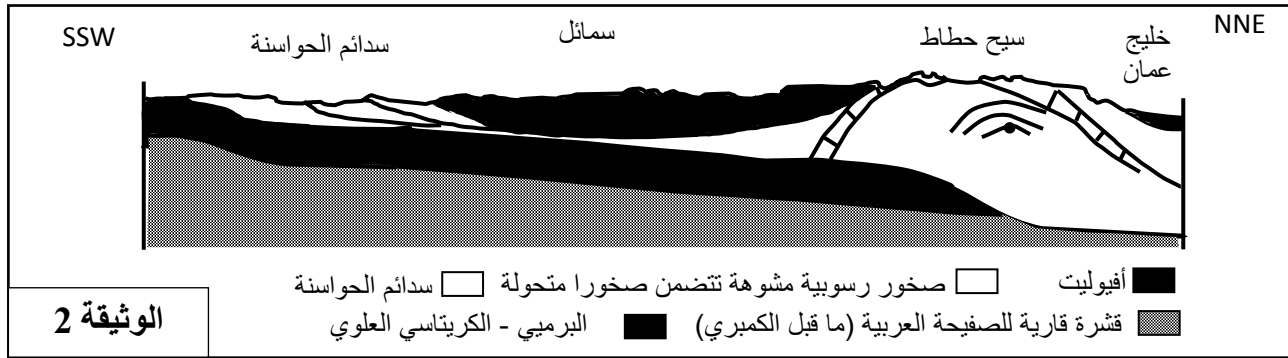 SSW سدائم الحواسنة سمائل سيح حطاط خليج عمان NNE
أفيوليت صخور رسوبية مشوهة تتضمن صخورا متحولة سدائم الحواسنة
قشرة قارية للصفيحة العربية (ما قبل الكمبري) البرميي - الكريتاسي العلوي
الوثيقة 2